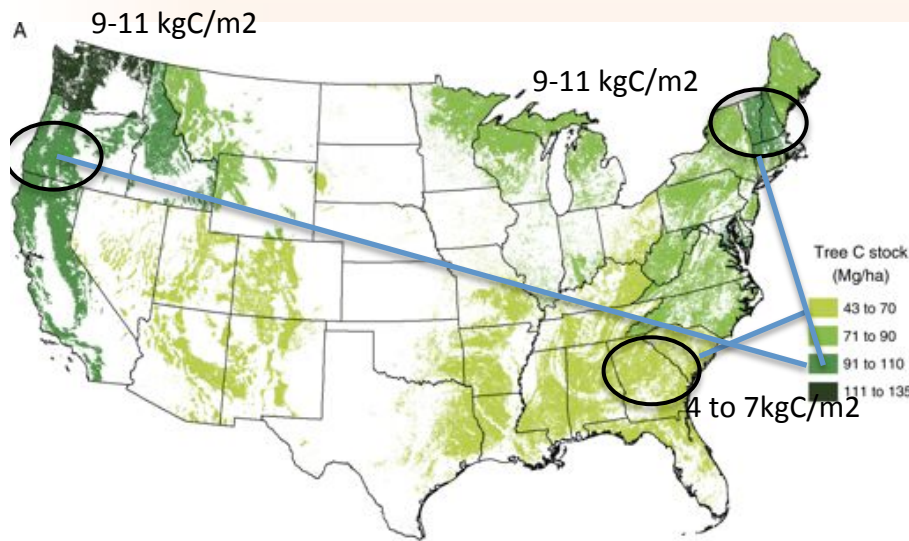 A
9-11 kgC/m2
9-11 kgC/m2
Tree C stock
(Mg/ha)
43 to 70
71 to 90
91 to 110
111 to 135
4 to 7kgC/m2